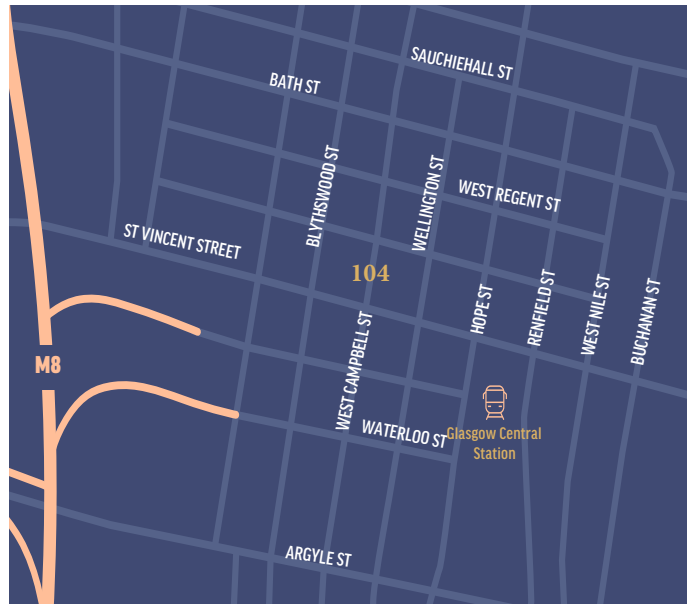 SAUCHIEHALL ST
BATH ST
BLYTHSWOOD ST
WELLINGTON ST
WEST REGENT ST
ST VINCENT STREET
104
HOPE ST
RENFIELD ST
WEST NILE ST
BUCHANAN ST
WEST CAMPBELL ST
M8
WATERLOO ST
Glasgow Central
Station
ARGYLE ST